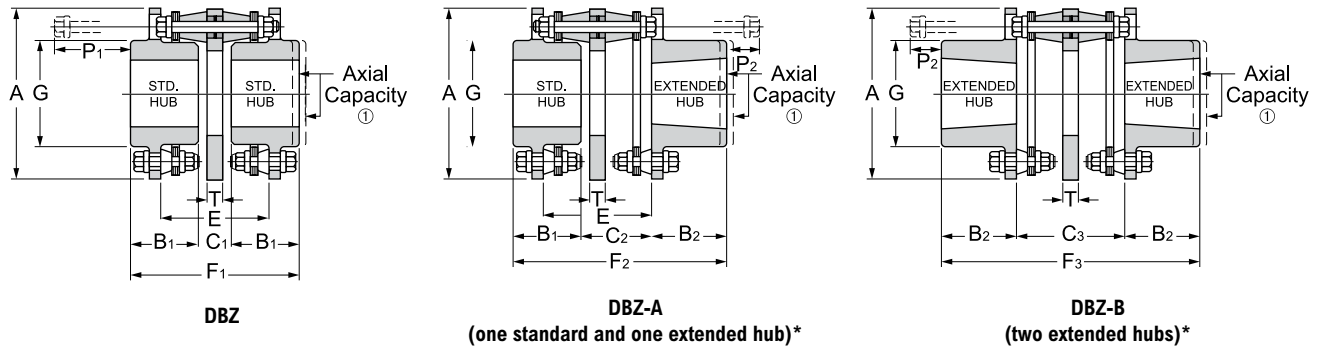 P1
A G
STD. HUB
STD. HUB
Axial Capacity ①
T
E
B1 C1 B1
F1
DBZ
P2
A G
STD. HUB
EXTENDED HUB
Axial Capacity ①
T
E
B1 C2 B2
F2
DBZ-A
(one standard and one extended hub)*
P2
A G
EXTENDED HUB
EXTENDED HUB
Axial Capacity ①
T
B2 C3 B2
F3
DBZ-B
(two extended hubs)*